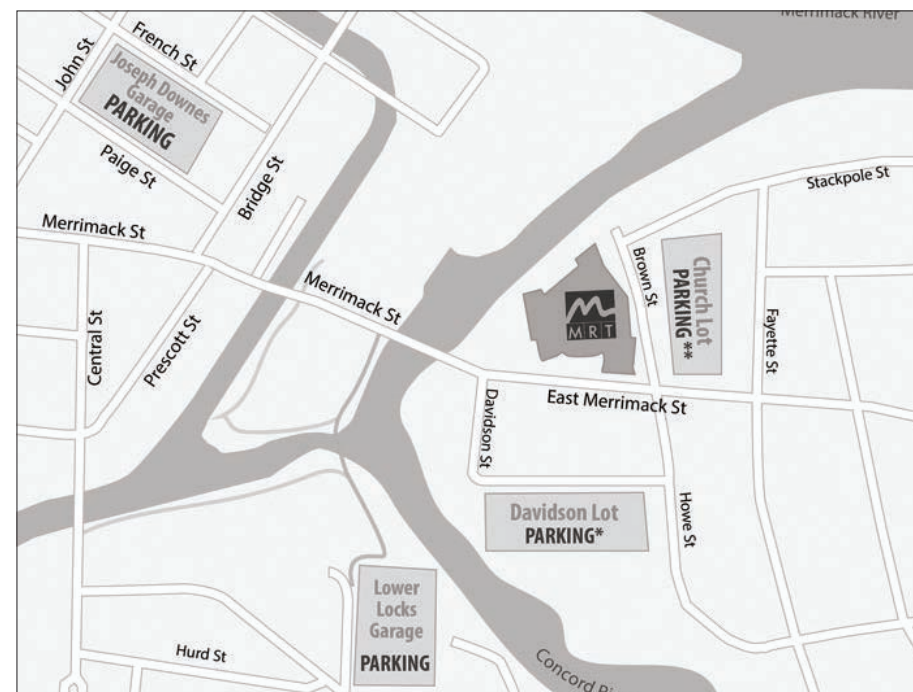 Merrimack River
French St
John St
Joseph Downes
Garage
PARKING
Paige St
Bridge St
Stackpole St
Merrimack St
Brown St
Church Lot
PARKING**
Merrimack St
MRT
Fayette St
Central St
Prescott St
East Merrimack St
Davidson St
Howe St
Davidson Lot
PARKING*
Lower
Locks
Garage
PARKING
Hurd St
Concord